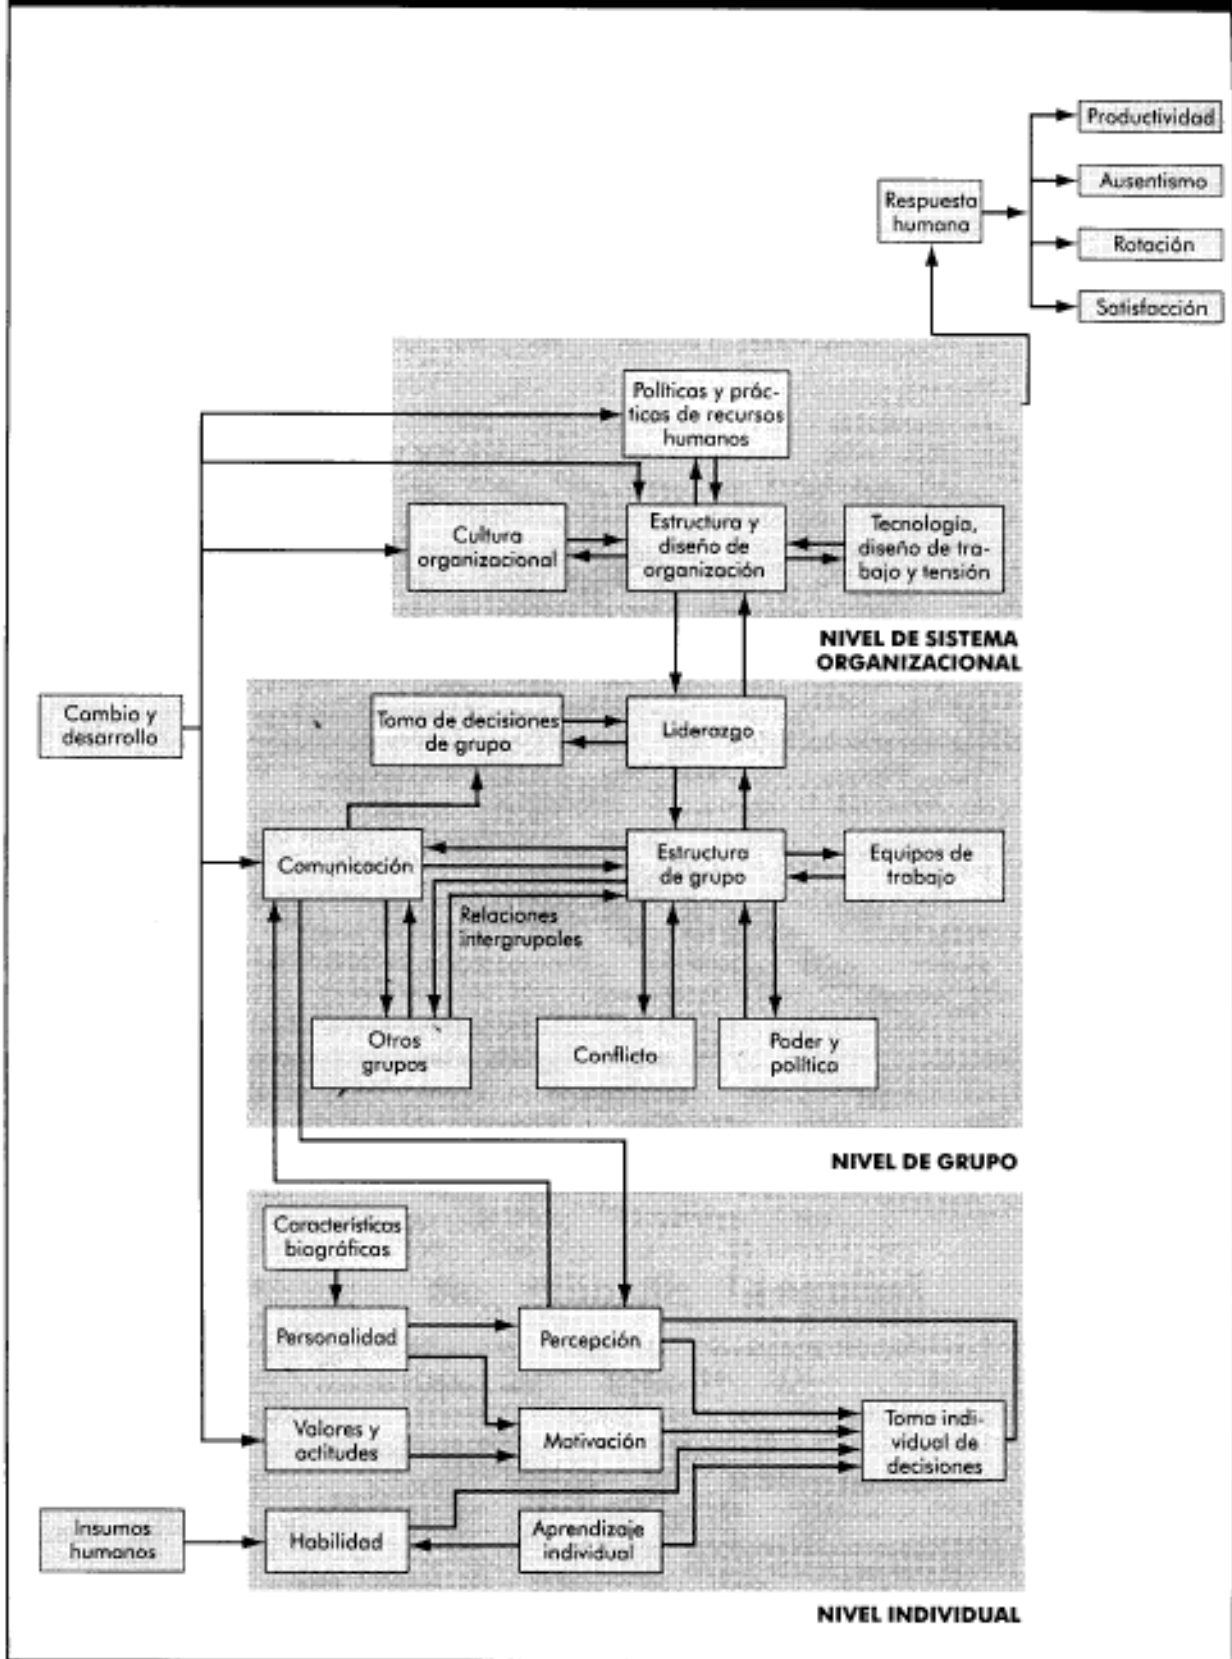 Productividad
Ausentismo
Respuesta
humana
Rotación
Satisfacción
Políticas y prác-
ticas de recursos
humanos
Cultura
organizacional
Estructura y
diseño de
organización
Tecnología,
diseño de tra-
bajo y tensión
NIVEL DE SISTEMA
ORGANIZACIONAL
Cambio y
desarrollo
Toma de decisiones
de grupo
Liderazgo
Comunicación
Estructura
de grupo
Equipos de
trabajo
Relaciones
intergrupales
Otros
grupos
Conflicto
Poder y
política
NIVEL DE GRUPO
Características
biográficas
Personalidad
Percepción
Valores y
actitudes
Motivación
Toma indi-
vidual de
decisiones
Insumos
humanos
Habilidad
Aprendizaje
individual
NIVEL INDIVIDUAL